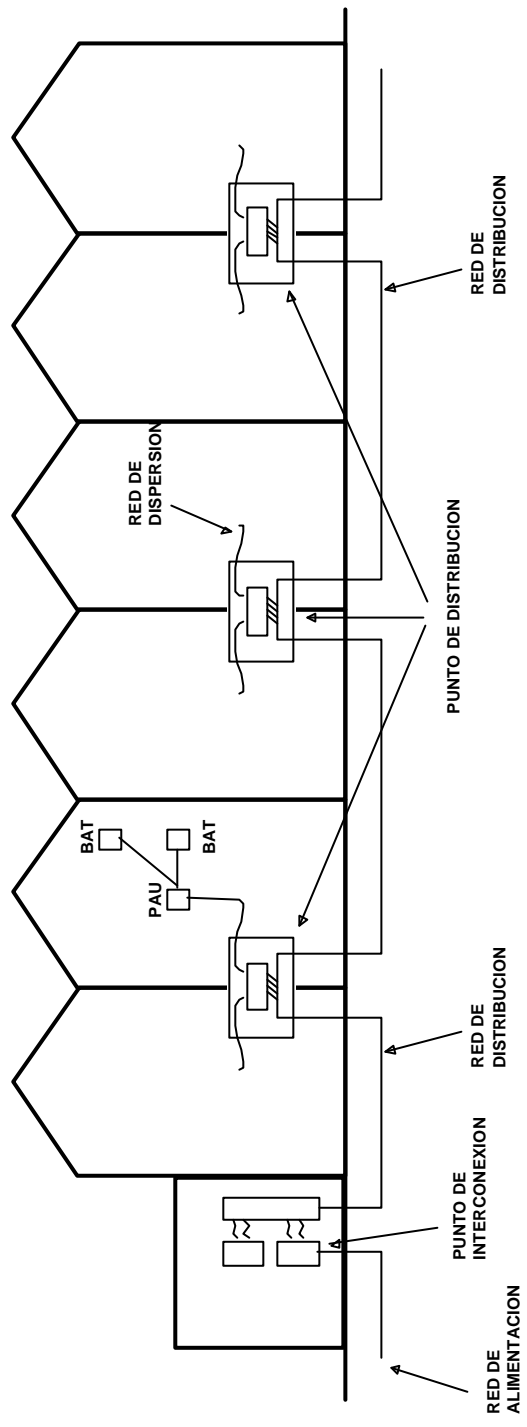 BAT
PAU
BAT
RED DE
DISPERSION
RED DE
ALIMENTACION
PUNTO DE
INTERCONEXION
RED DE
DISTRIBUCION
PUNTO DE DISTRIBUCION
RED DE
DISTRIBUCION